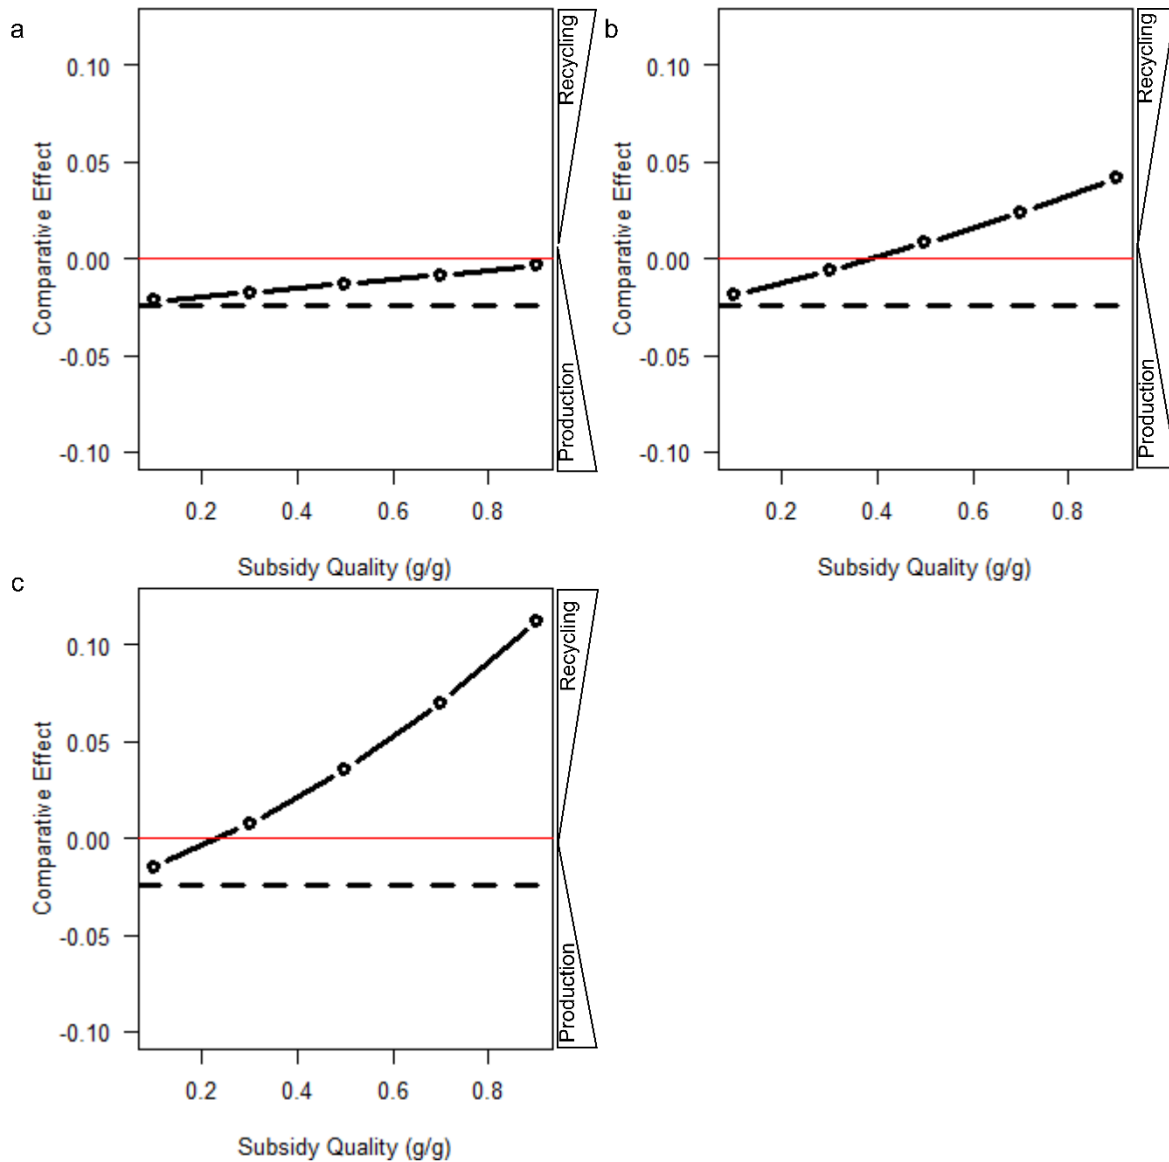 a
Comparative Effect
0.10
0.05
0.00
-0.05
-0.10
0.2 0.4 0.6 0.8
Subsidy Quality (g/g)
Recycling
Production
b
Comparative Effect
0.10
0.05
0.00
-0.05
-0.10
0.2 0.4 0.6 0.8
Subsidy Quality (g/g)
Recycling
Production
c
Comparative Effect
0.10
0.05
0.00
-0.05
-0.10
0.2 0.4 0.6 0.8
Subsidy Quality (g/g)
Recycling
Production